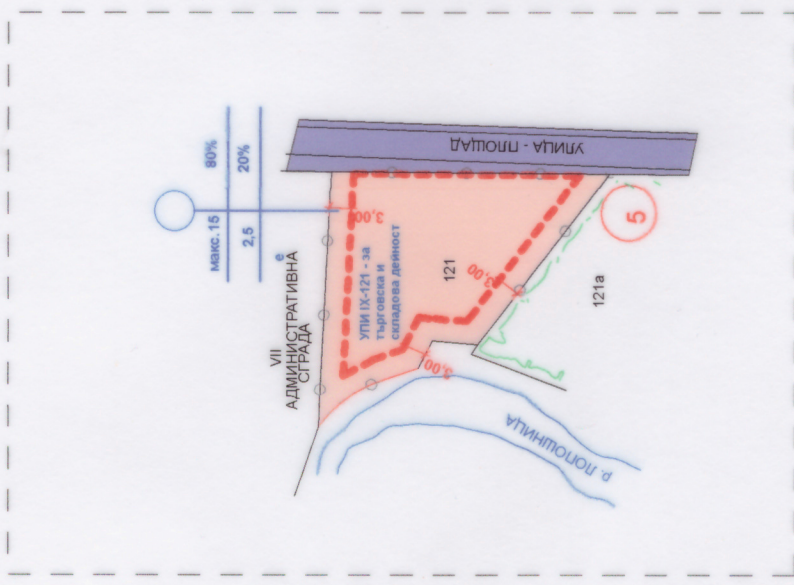 УЛИЦА - ПЛОЩАД
макс.15
80%
2,5
20%
е
VII
АДМИНИСТРАТИВНА
СГРАДА
УПИ IX-121 - за
търговска и
складова дейност
121
3,00
3,00
3,00
5
121а
р. ЛОПОШНИЦА